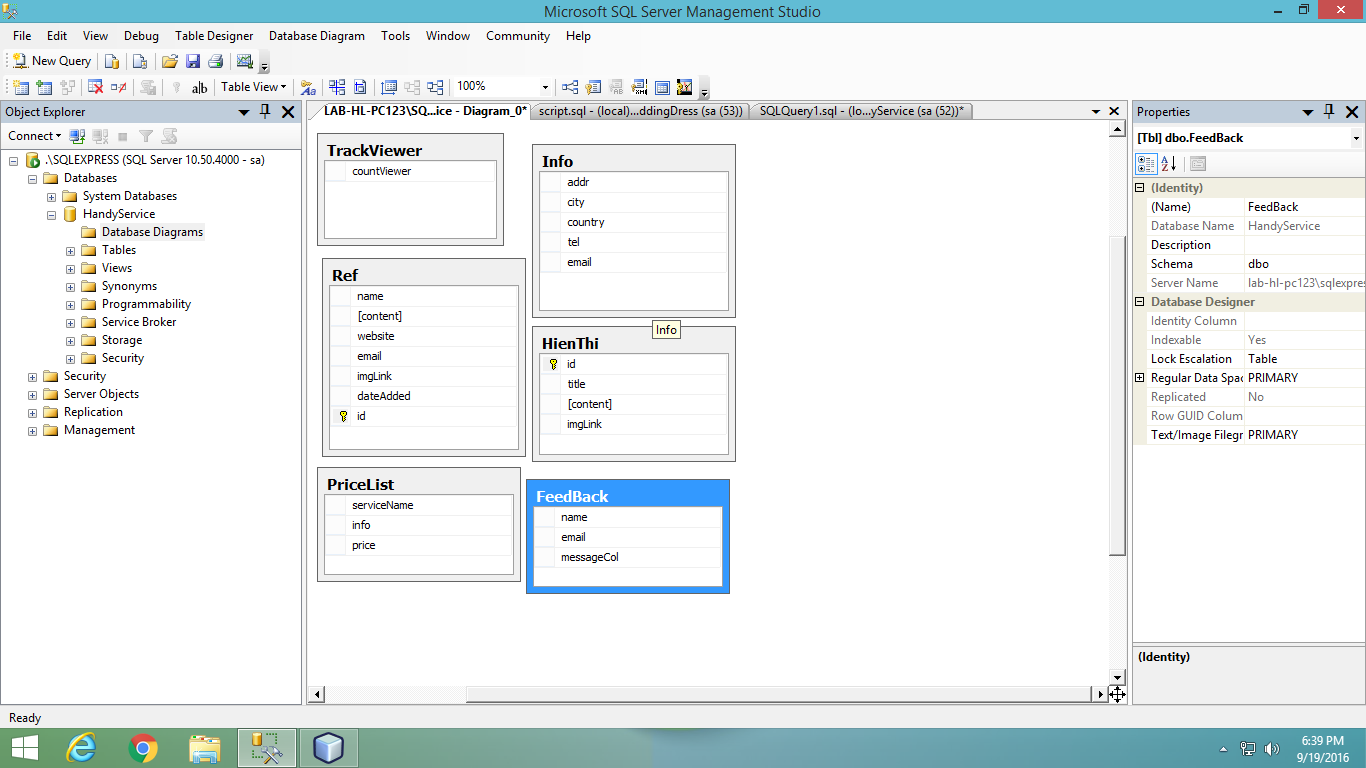 Microsoft SQL Server Management Studio
File Edit View Debug Table Designer Database Diagram Tools Window Community Help
New Query
ab Table View 100%
Object Explorer
Connect
.\SQLEXPRESS (SQL Server 10.50.4000 - sa)
Databases
System Databases
HandyService
Database Diagrams
Tables
Views
Synonyms
Programmability
Service Broker
Storage
Security
Security
Server Objects
Replication
Management
LAB-HL-PC123\SQ...ice - Diagram_0* script.sql - (local)...ddingDress (sa (53)) SQLQuery1.sql - (lo...yService (sa (52))*
TrackViewer
countViewer
Info
addr
city
country
tel
email
Ref
name
[content]
website
email
imgLink
dateAdded
id
Info
HienThi
id
title
[content]
imgLink
PriceList
serviceName
info
price
FeedBack
name
email
messageCol
Properties
[Tbl] dbo.FeedBack
(Identity)
(Name) FeedBack
Database Name HandyService
Description
Schema dbo
Server Name lab-hl-pc123\sqlexpres
Database Designer
Identity Column
Indexable Yes
Lock Escalation Table
Regular Data Spac PRIMARY
Replicated No
Row GUID Colum
Text/Image Filegr PRIMARY
(Identity)
Ready
6:39 PM
9/19/2016